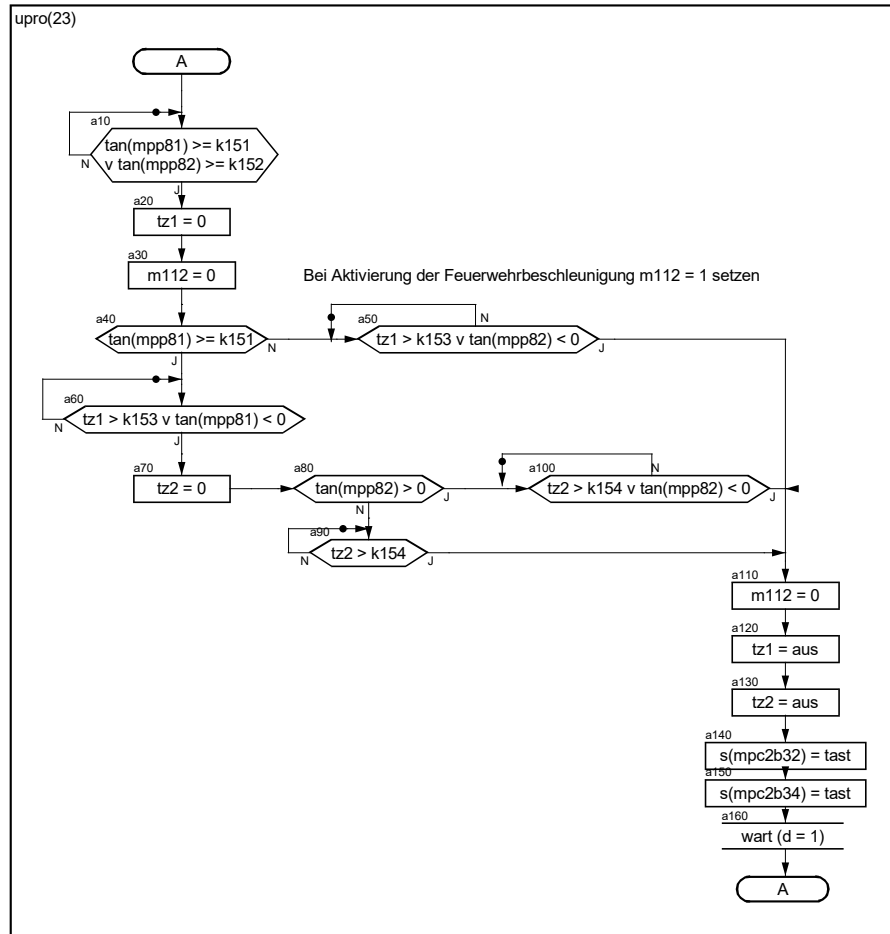 upro(23)
A
a10
tan(mpp81) >= k151
v tan(mpp82) >= k152
N
J
a20
tz1 = 0
a30
m112 = 0
Bei Aktivierung der Feuerwehrbeschleunigung m112 = 1 setzen
a40
tan(mpp81) >= k151
N
J
a50
N
tz1 > k153 v tan(mpp82) < 0
J
a60
tz1 > k153 v tan(mpp81) < 0
N
J
a70
tz2 = 0
a80
tan(mpp82) > 0
J
N
a100
N
tz2 > k154 v tan(mpp82) < 0
J
a90
tz2 > k154
N
J
a110
m112 = 0
a120
tz1 = aus
a130
tz2 = aus
a140
s(mpc2b32) = tast
a150
s(mpc2b34) = tast
a160
wart (d = 1)
A